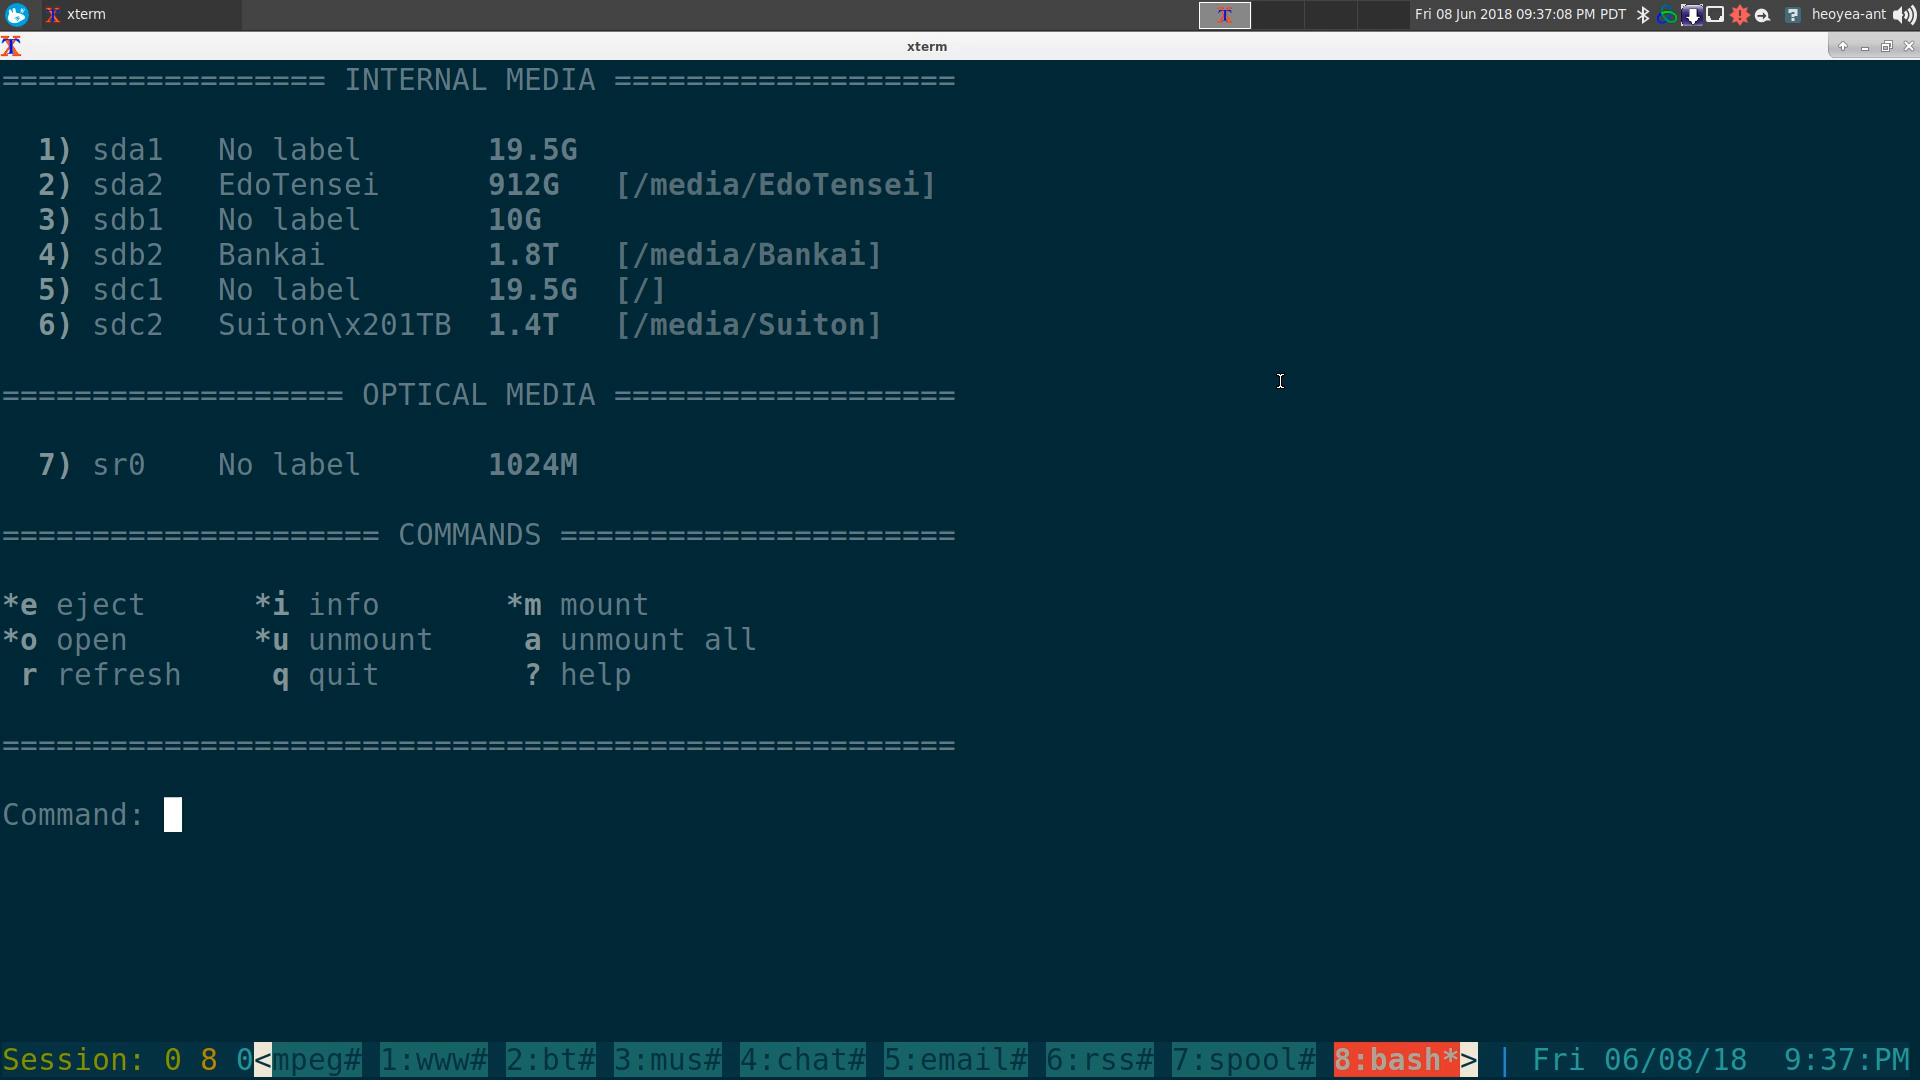 xterm Fri 08 Jun 2018 09:37:08 PM PDT heoyea-ant
xterm
================== INTERNAL MEDIA ===================
1) sda1 No label 19.5G
2) sda2 EdoTensei 912G [/media/EdoTensei]
3) sdb1 No label 10G
4) sdb2 Bankai 1.8T [/media/Bankai]
5) sdc1 No label 19.5G [/]
6) sdc2 Suiton\x201TB 1.4T [/media/Suiton]
=================== OPTICAL MEDIA ===================
7) sr0 No label 1024M
===================== COMMANDS ======================
*e eject *i info *m mount
*o open *u unmount a unmount all
r refresh q quit ? help
=====================================================
Command:
Session: 0 8 0<mpeg# 1:www# 2:bt# 3:mus# 4:chat# 5:email# 6:rss# 7:spool# 8:bash*> | Fri 06/08/18 9:37:PM